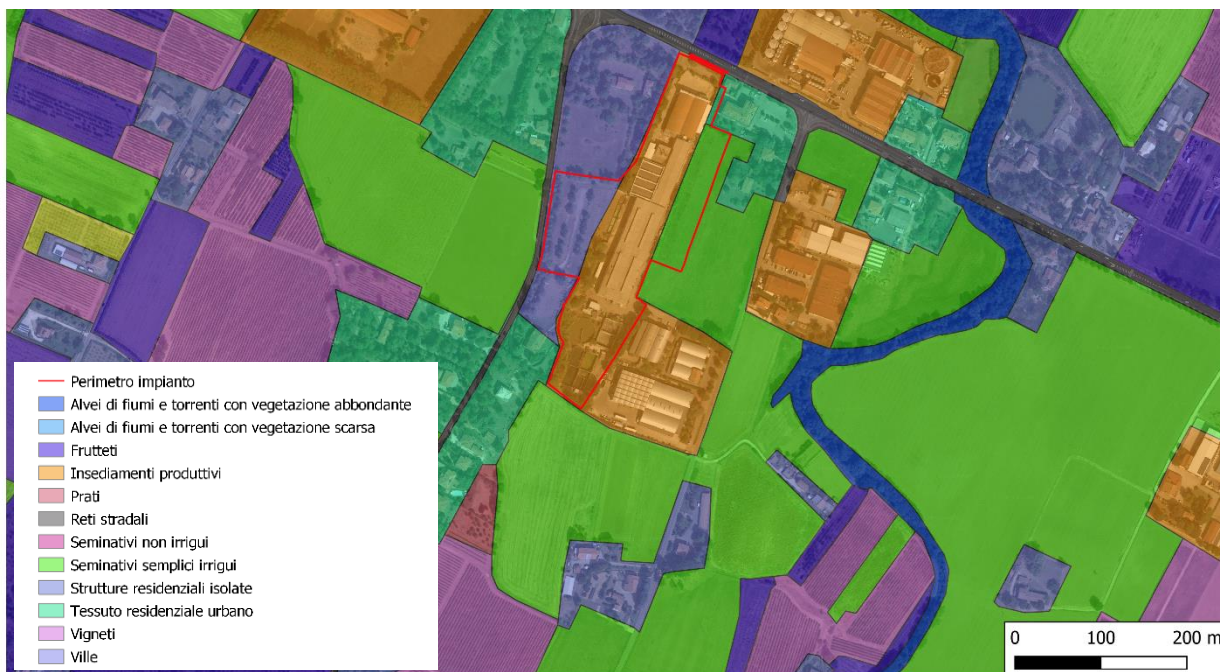 Perimetro impianto
Alvei di fiumi e torrenti con vegetazione abbondante
Alvei di fiumi e torrenti con vegetazione scarsa
Frutteti
Insediamenti produttivi
Prati
Reti stradali
Seminativi non irrigui
Seminativi semplici irrigui
Strutture residenziali isolate
Tessuto residenziale urbano
Vigneti
Ville
0 100 200 m